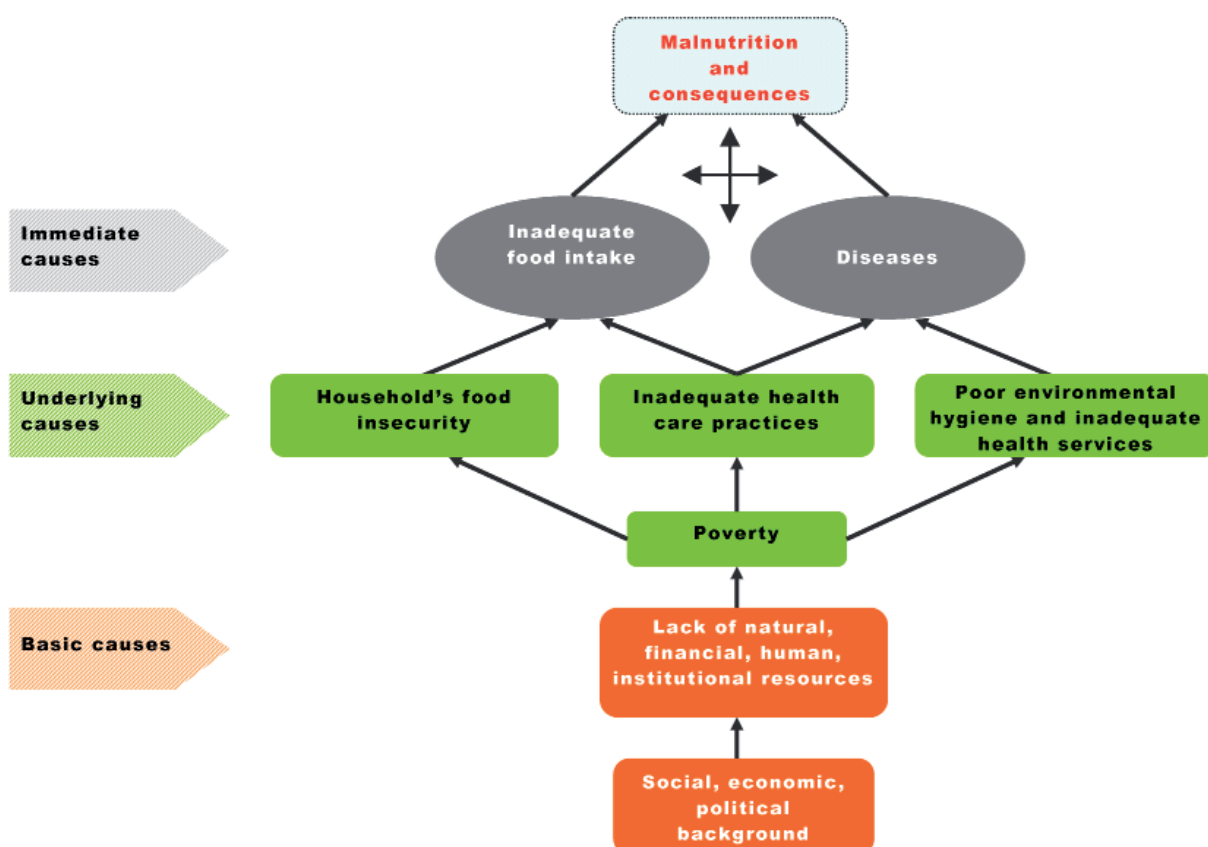 Malnutrition
and
consequences
Immediate
causes
Inadequate
food intake
Diseases
Underlying
causes
Household's food
insecurity
Inadequate health
care practices
Poor environmental
hygiene and inadequate
health services
Poverty
Basic causes
Lack of natural,
financial, human,
institutional resources
Social, economic,
political
background